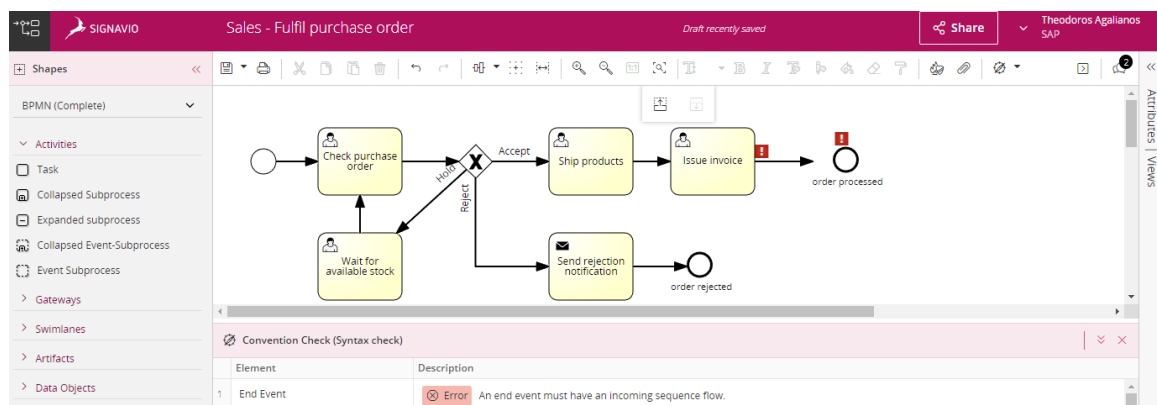 SIGNAVIO
Sales - Fulfil purchase order
Draft recently saved
Share
Theodoros Agalianos
SAP
Shapes
2
BPMN (Complete)
Activities
Task
Collapsed Subprocess
Expanded subprocess
Collapsed Event-Subprocess
Event Subprocess
Gateways
Swimlanes
Artifacts
Data Objects
Check purchase
order
Hold
Accept
Reject
Ship products
Issue invoice
order processed
Wait for
available stock
Send rejection
notification
order rejected
Attributes | Views
Convention Check (Syntax check)
Element
Description
1
End Event
Error
An end event must have an incoming sequence flow.